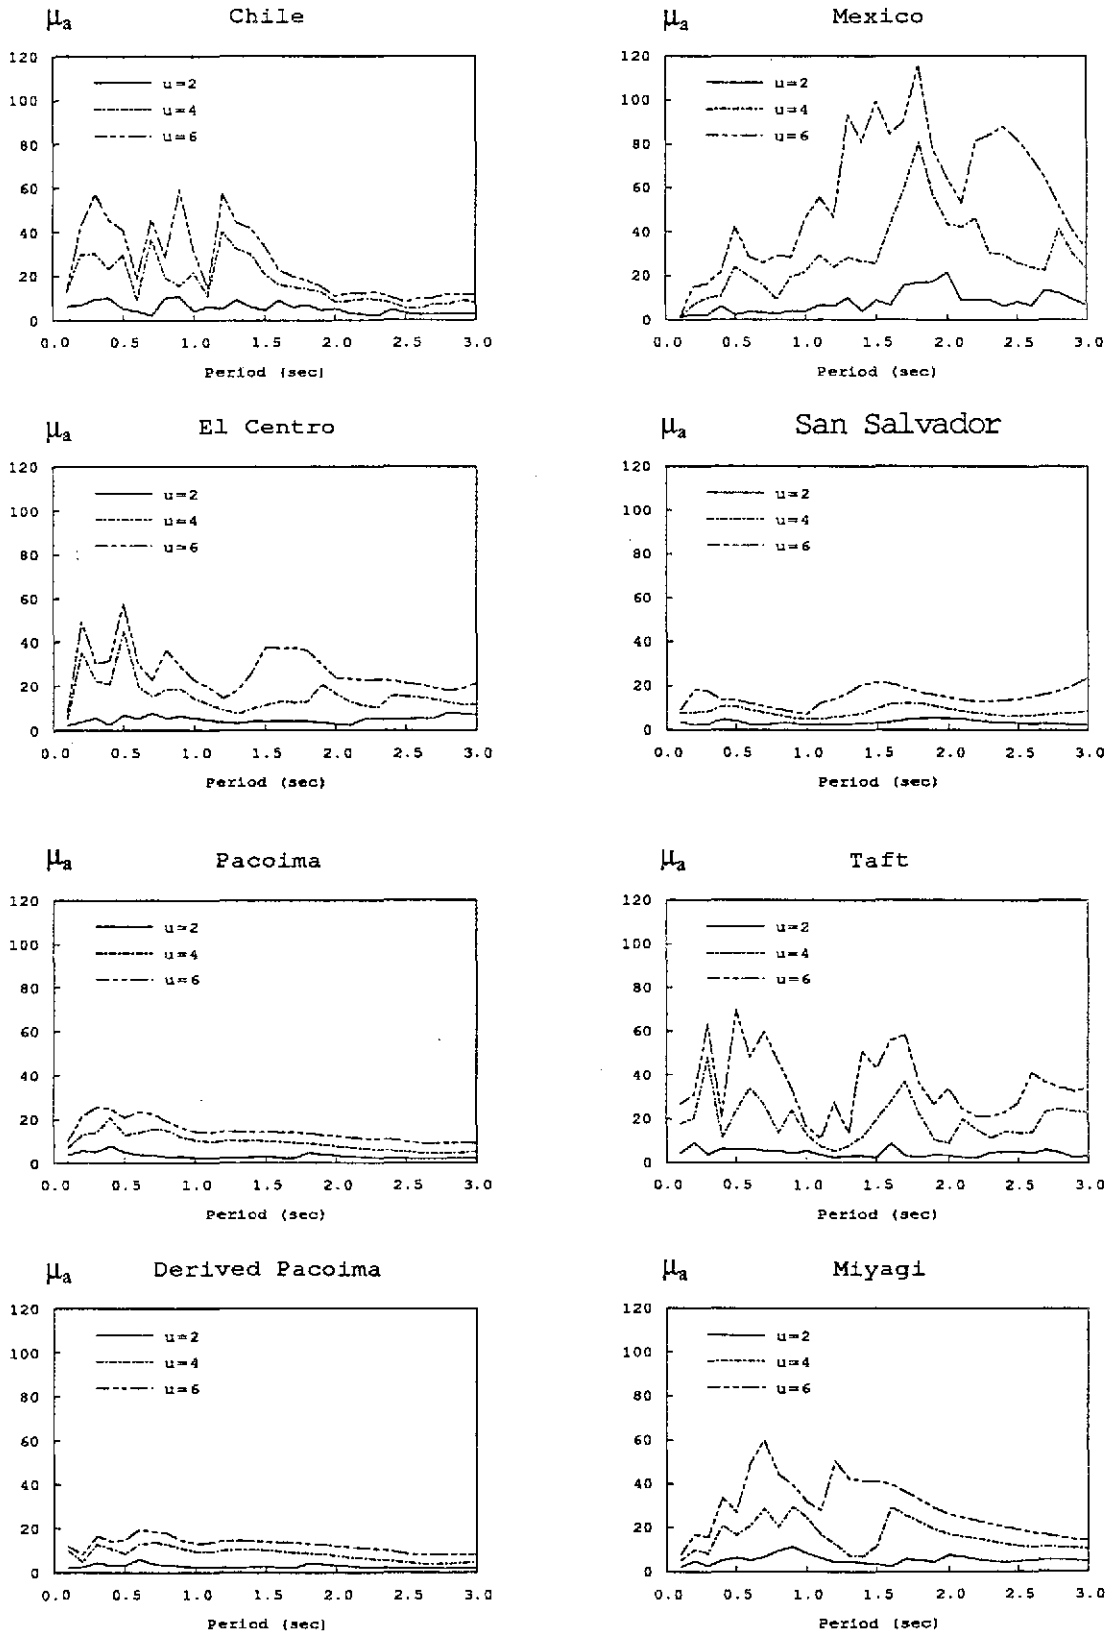 μa Chile
120
100
80
60
40
20
0
u=2
u=4
u=6
0.0 0.5 1.0 1.5 2.0 2.5 3.0
Period (sec)
μa Mexico
120
100
80
60
40
20
0
u=2
u=4
u=6
0.0 0.5 1.0 1.5 2.0 2.5 3.0
Period (sec)
μa El Centro
120
100
80
60
40
20
0
u=2
u=4
u=6
0.0 0.5 1.0 1.5 2.0 2.5 3.0
Period (sec)
μa San Salvador
120
100
80
60
40
20
0
u=2
u=4
u=6
0.0 0.5 1.0 1.5 2.0 2.5 3.0
Period (sec)
μa Pacoima
120
100
80
60
40
20
0
u=2
u=4
u=6
0.0 0.5 1.0 1.5 2.0 2.5 3.0
Period (sec)
μa Taft
120
100
80
60
40
20
0
u=2
u=4
u=6
0.0 0.5 1.0 1.5 2.0 2.5 3.0
Period (sec)
μa Derived Pacoima
120
100
80
60
40
20
0
u=2
u=4
u=6
0.0 0.5 1.0 1.5 2.0 2.5 3.0
Period (sec)
μa Miyagi
120
100
80
60
40
20
0
u=2
u=4
u=6
0.0 0.5 1.0 1.5 2.0 2.5 3.0
Period (sec)